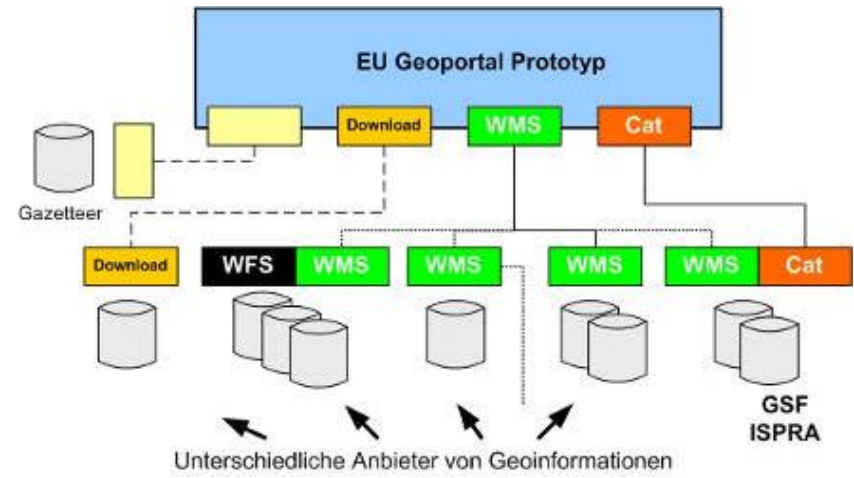 EU Geoportal Prototyp
Download
WMS
Cat
Gazetteer
Download
WFS
WMS
WMS
WMS
WMS
Cat
GSF
ISPRA
Unterschiedliche Anbieter von Geoinformationen